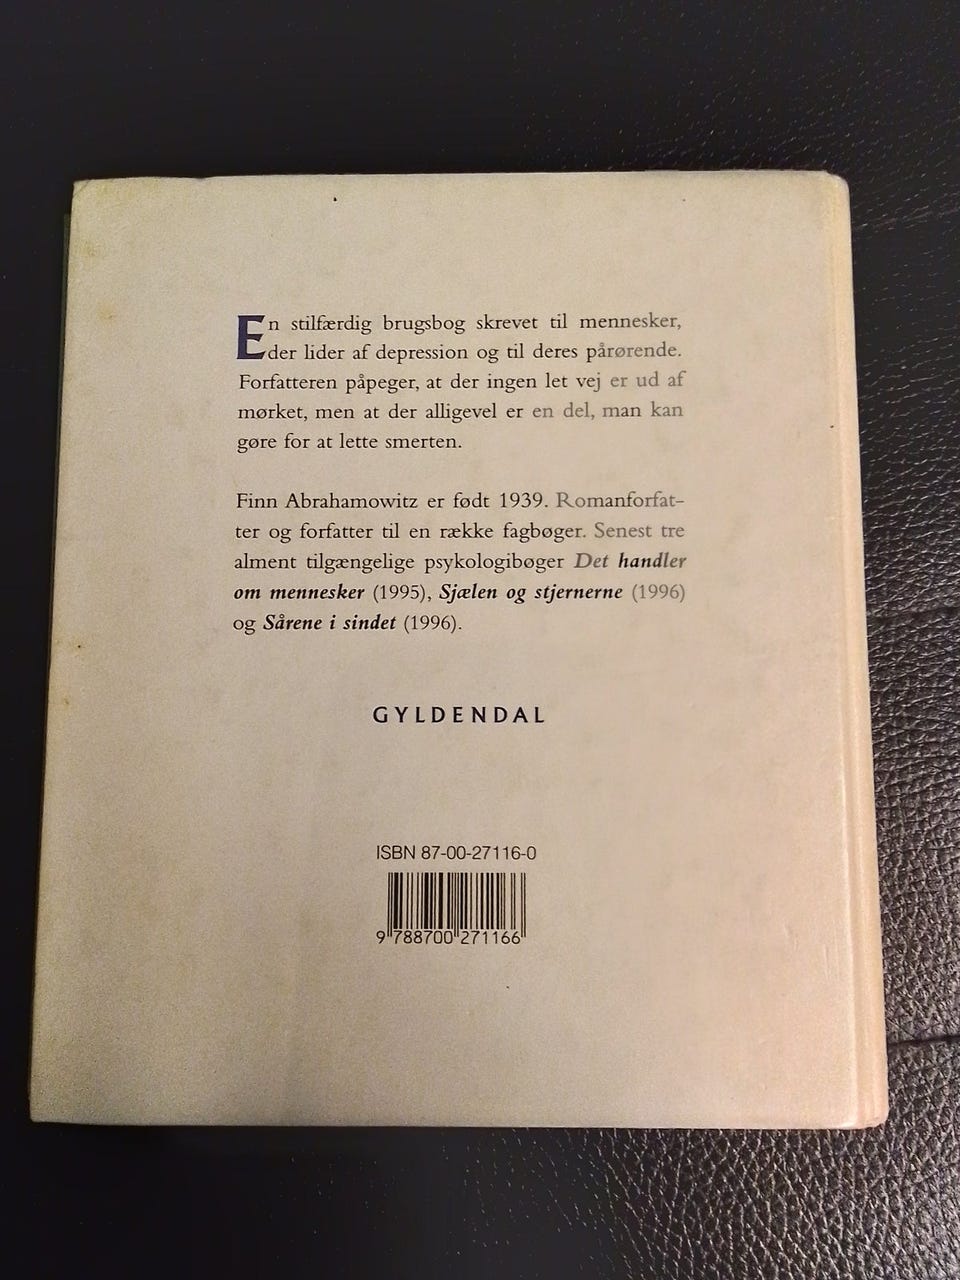 En stilfærdig brugsbog skrevet til mennesker,
der lider af depression og til deres pårørende.
Forfatteren påpeger, at der ingen let vej er ud af
mørket, men at der alligevel er en del, man kan
gøre for at lette smerten.
Finn Abrahamowitz er født 1939. Romanforfat-
ter og forfatter til en række fagbøger. Senest tre
alment tilgængelige psykologibøger Det handler
om mennesker (1995), Sjælen og stjernerne (1996)
og Sårene i sindet (1996).
GYLDENDAL
ISBN 87-00-27116-0
9 788700 271166